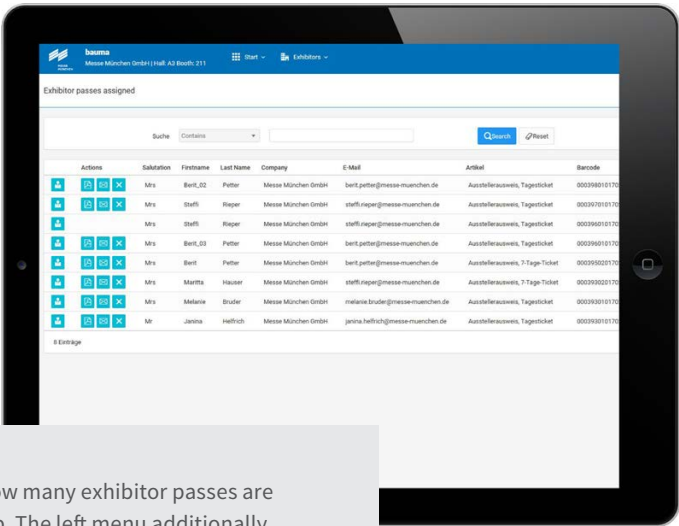 bauma
Messe München GmbH | Hall: A3 Booth: 211
Start
Exhibitors
MESSE
MÜNCHEN
Exhibitor passes assigned
Suche Contains Search Reset
Actions Salutation Firstname Last Name Company E-Mail Artikel Barcode
Mrs Berit_02 Petter Messe München GmbH berit.petter@messe-muenchen.de Ausstellerausweis, Tagesticket
Mrs Steffi Rieper Messe München GmbH steffi.rieper@messe-muenchen.de Ausstellerausweis, Tagesticket
Mrs Steffi Rieper Messe München GmbH steffi.rieper@messe-muenchen.de Ausstellerausweis, Tagesticket
Mrs Berit_03 Petter Messe München GmbH berit.petter@messe-muenchen.de Ausstellerausweis, Tagesticket
Mrs Berit Petter Messe München GmbH berit.petter@messe-muenchen.de Ausstellerausweis, 7-Tage-Ticket
Mrs Maritta Hauser Messe München GmbH steffi.rieper@messe-muenchen.de Ausstellerausweis, 7-Tage-Ticket
Mrs Melanie Bruder Messe München GmbH melanie.bruder@messe-muenchen.de Ausstellerausweis, Tagesticket
Mr Janina Helfrich Messe München GmbH janina.helfrich@messe-muenchen.de Ausstellerausweis, Tagesticket
8 Einträge
ow many exhibitor passes are
The left menu additionally